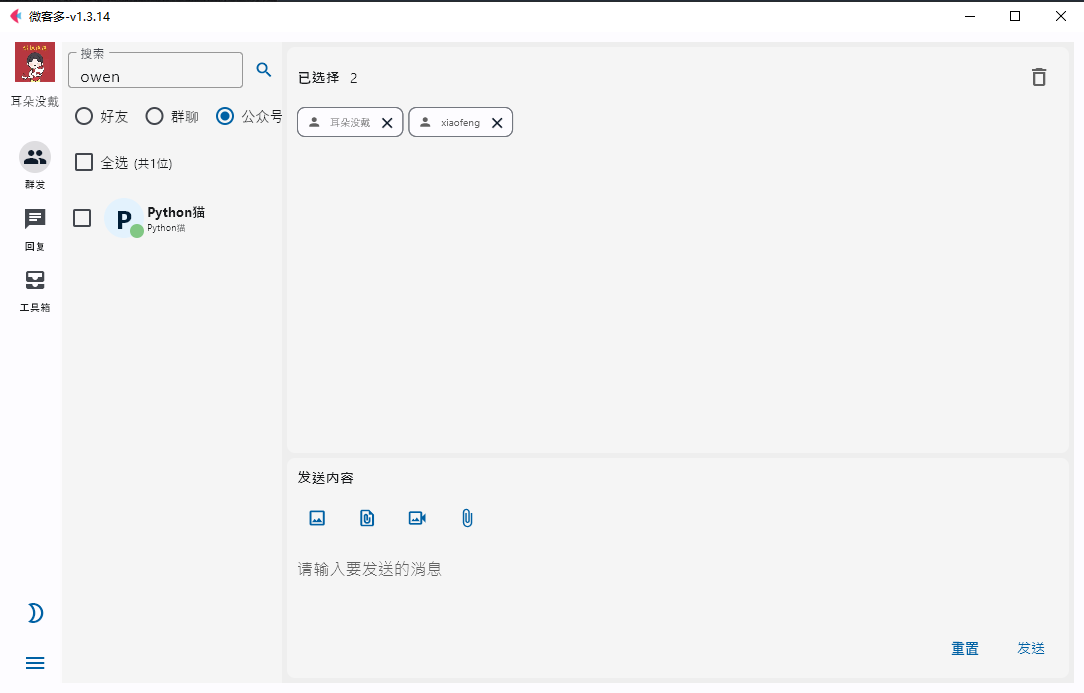 微客多-v1.3.14
耳朵没戴
群发
回复
工具箱
搜索
owen
好友 群聊 公众号
全选 (共1位)
P
Python猫
Python猫
已选择 2
耳朵没戴 xiaofeng
发送内容
请输入要发送的消息
重置 发送